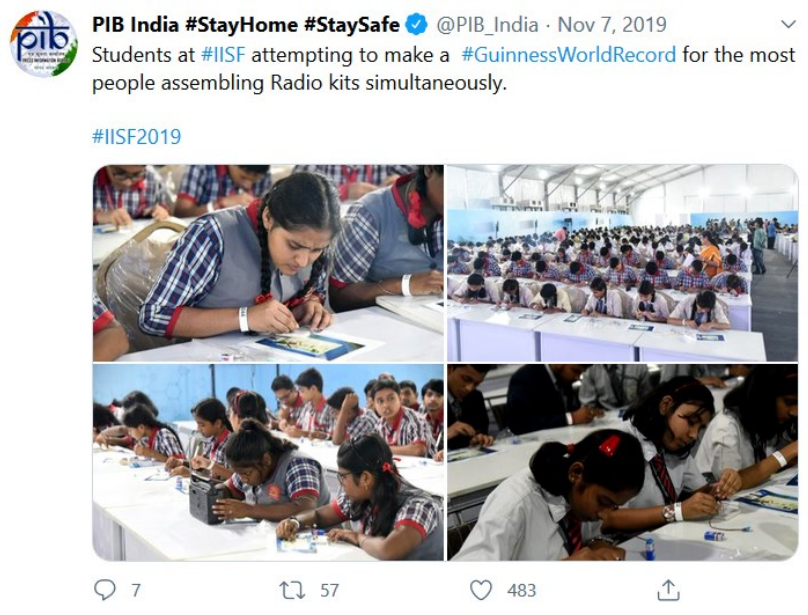 PIB India #StayHome #StaySafe @PIB_India · Nov 7, 2019
Students at #IISF attempting to make a #GuinnessWorldRecord for the most
people assembling Radio kits simultaneously.
#IISF2019
pib
7 57 483